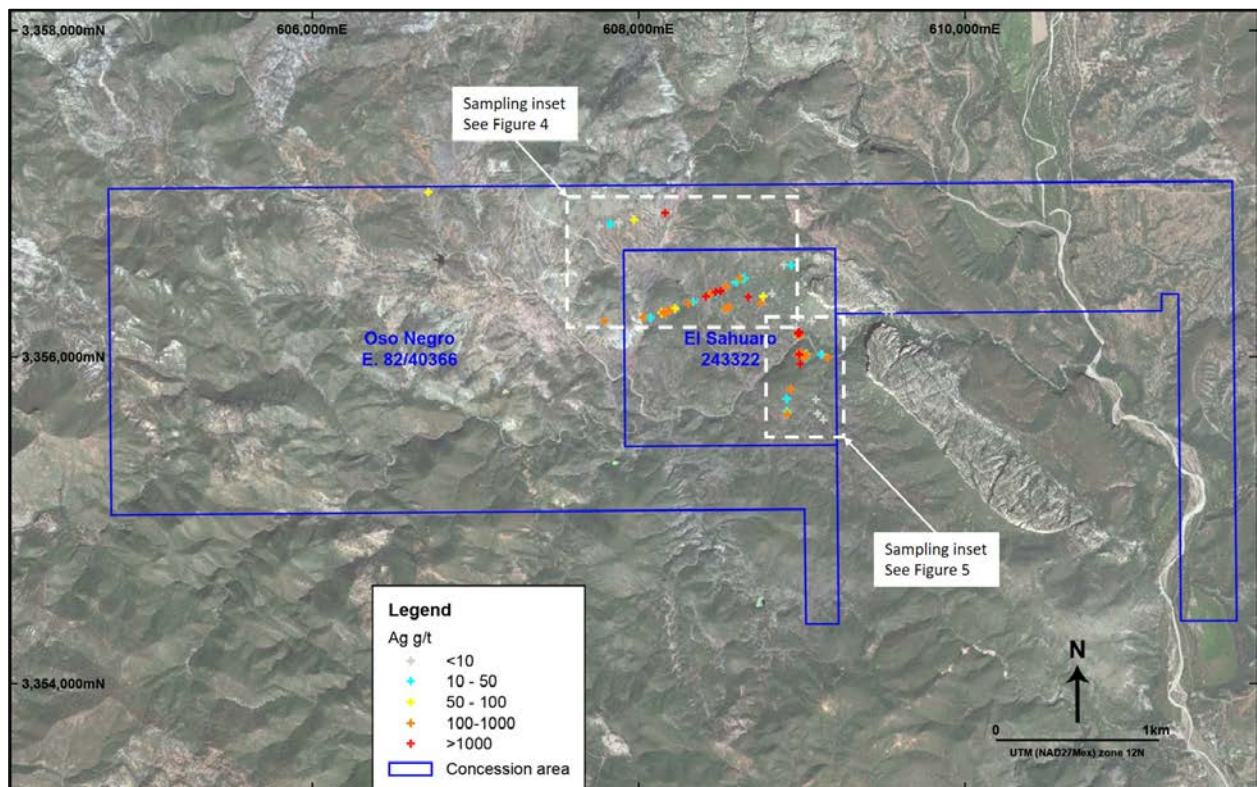 606,000mE
608,000mE
610,000mE
3,358,000mN
Sampling inset
See Figure 4
Oso Negro
E. 82/40366
El Sahuaro
243322
3,356,000mN
Sampling inset
See Figure 5
Legend
Ag g/t
<10
10 - 50
50 - 100
100-1000
>1000
Concession area
3,354,000mN
N
0
1km
UTM (NAD27Mex) zone 12N